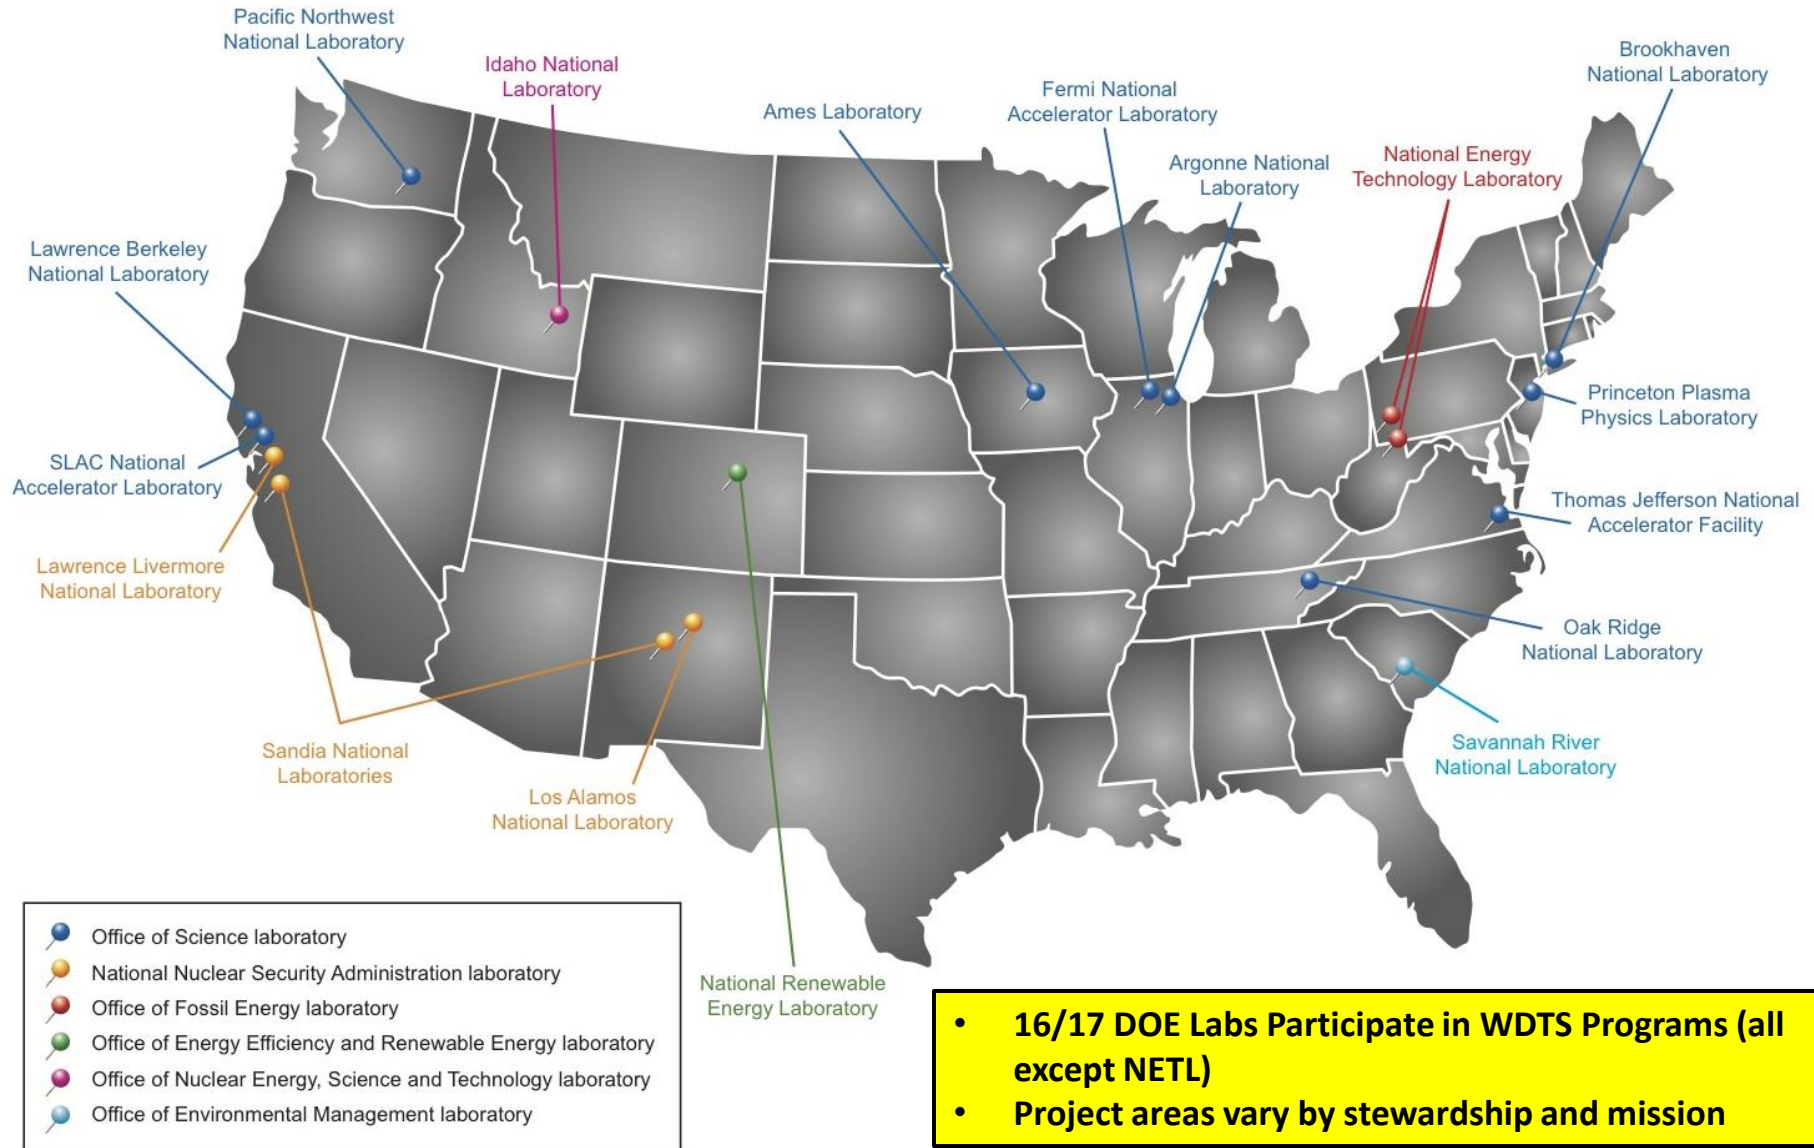 Pacific Northwest
National Laboratory
Idaho National
Laboratory
Ames Laboratory
Fermi National
Accelerator Laboratory
Argonne National
Laboratory
National Energy
Technology Laboratory
Brookhaven
National Laboratory
Lawrence Berkeley
National Laboratory
SLAC National
Accelerator Laboratory
Lawrence Livermore
National Laboratory
Sandia National
Laboratories
Los Alamos
National Laboratory
National Renewable
Energy Laboratory
Princeton Plasma
Physics Laboratory
Thomas Jefferson National
Accelerator Facility
Oak Ridge
National Laboratory
Savannah River
National Laboratory
Office of Science laboratory
National Nuclear Security Administration laboratory
Office of Fossil Energy laboratory
Office of Energy Efficiency and Renewable Energy laboratory
Office of Nuclear Energy, Science and Technology laboratory
Office of Environmental Management laboratory
• 16/17 DOE Labs Participate in WDTS Programs (all
except NETL)
• Project areas vary by stewardship and mission